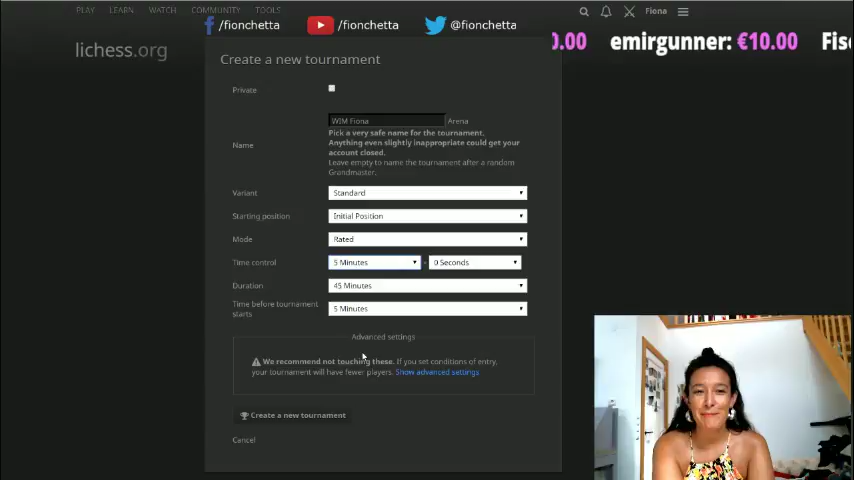 PLAY LEARN WATCH COMMUNITY TOOLS Fiona
/fionchetta /fionchetta @fionchetta
lichess.org
0.00 emirgunner: €10.00 Fis
Create a new tournament
Private
WIM Fiona Arena
Name
Pick a very safe name for the tournament.
Anything even slightly inappropriate could get your
account closed.
Leave empty to name the tournament after a random
Grandmaster.
Variant Standard
Starting position Initial Position
Mode Rated
Time control 5 Minutes + 0 Seconds
Duration 45 Minutes
Time before tournament
starts
5 Minutes
Advanced settings
We recommend not touching these. If you set conditions of entry,
your tournament will have fewer players. Show advanced settings
Create a new tournament
Cancel